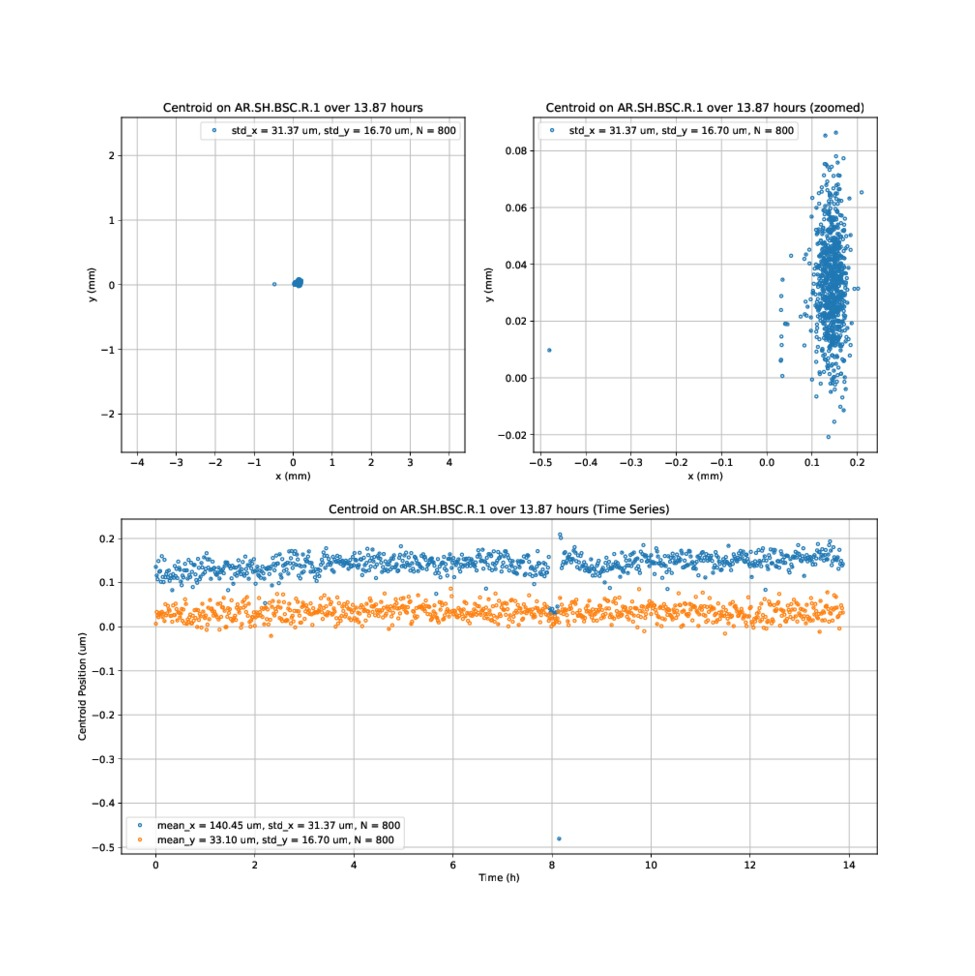 Centroid on AR.SH.BSC.R.1 over 13.87 hours
std_x = 31.37 um, std_y = 16.70 um, N = 800
2
1
0
−1
−2
y (mm)
−4 −3 −2 −1 0 1 2 3 4
x (mm)
Centroid on AR.SH.BSC.R.1 over 13.87 hours (zoomed)
std_x = 31.37 um, std_y = 16.70 um, N = 800
0.08
0.06
0.04
0.02
0.00
−0.02
y (mm)
−0.5 −0.4 −0.3 −0.2 −0.1 0.0 0.1 0.2
x (mm)
Centroid on AR.SH.BSC.R.1 over 13.87 hours (Time Series)
0.2
0.1
0.0
−0.1
−0.2
−0.3
−0.4
−0.5
Centroid Position (um)
mean_x = 140.45 um, std_x = 31.37 um, N = 800
mean_y = 33.10 um, std_y = 16.70 um, N = 800
0 2 4 6 8 10 12 14
Time (h)